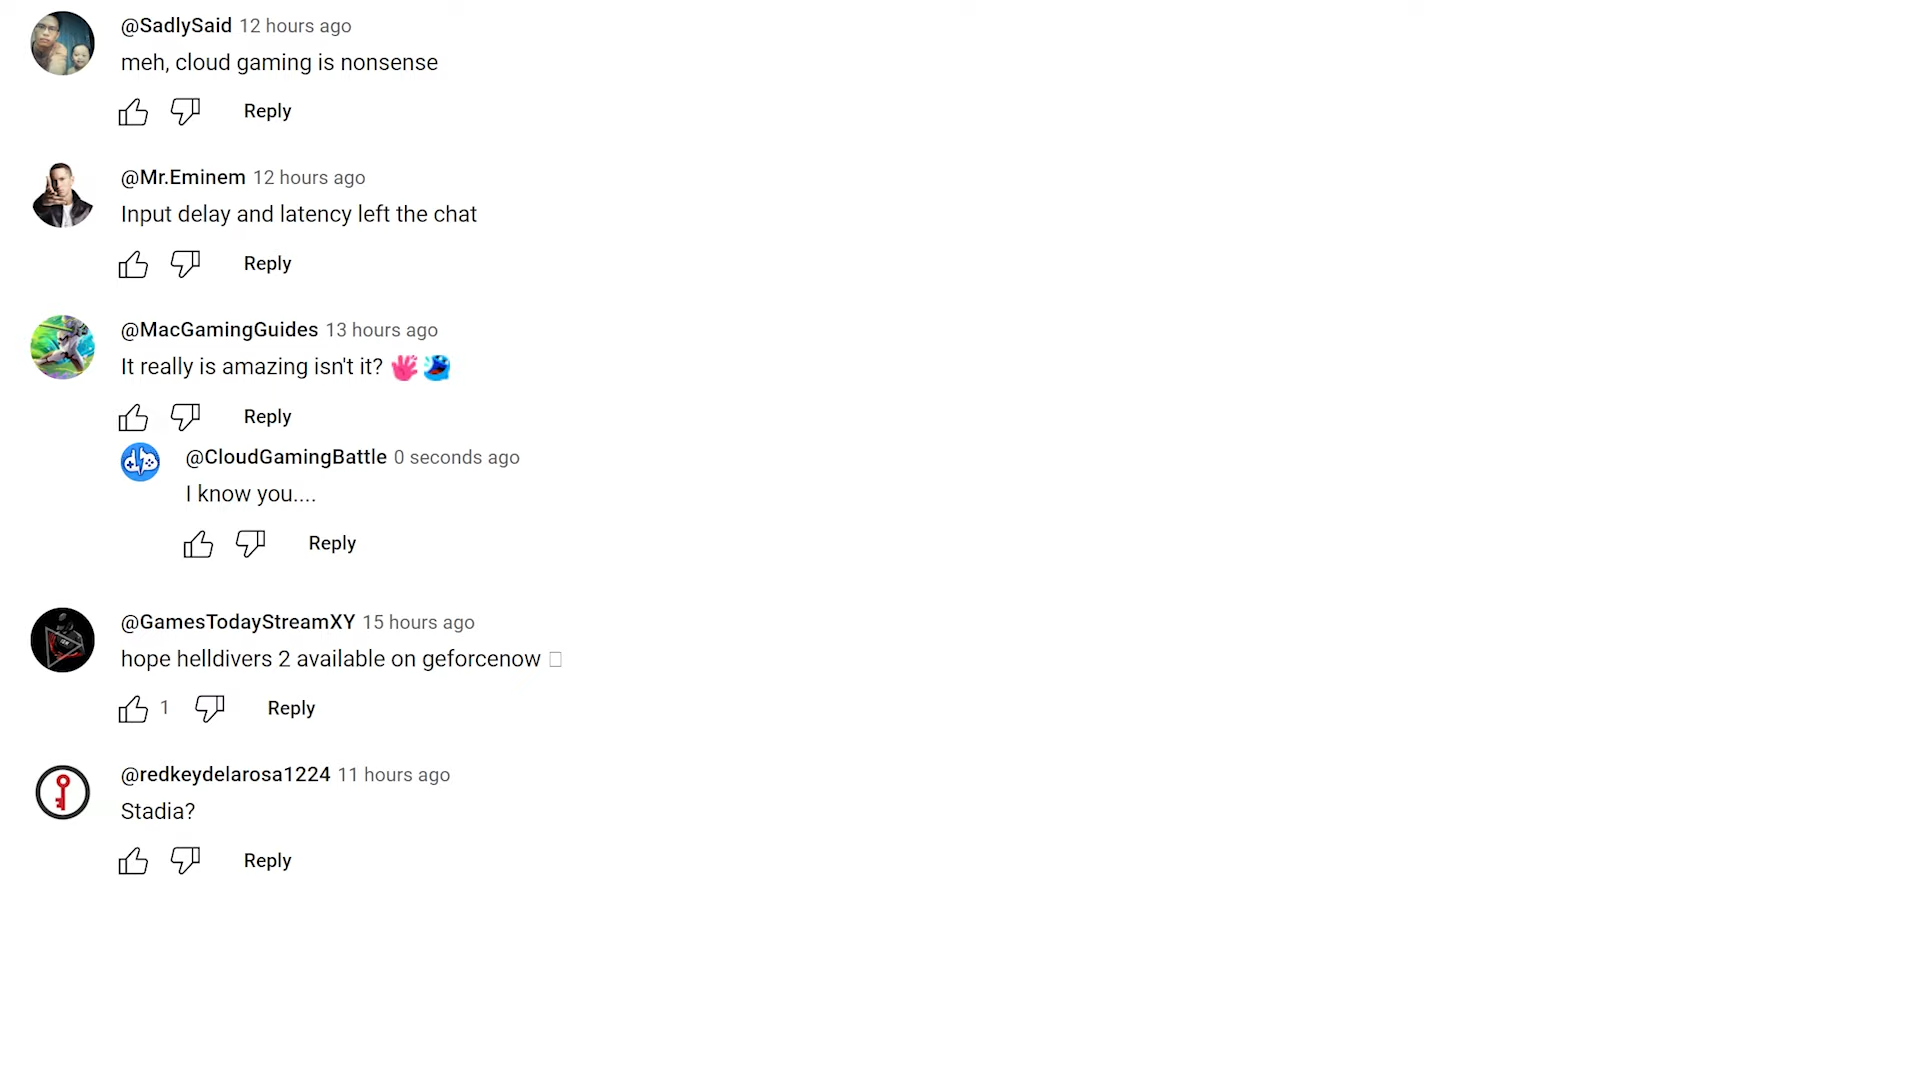 @SadlySaid 12 hours ago
meh, cloud gaming is nonsense
Reply
@Mr.Eminem 12 hours ago
Input delay and latency left the chat
Reply
@MacGamingGuides 13 hours ago
It really is amazing isn't it?
Reply
@CloudGamingBattle 0 seconds ago
I know you....
Reply
@GamesTodayStreamXY 15 hours ago
hope helldivers 2 available on geforcenow
1 Reply
@redkeydelarosa1224 11 hours ago
Stadia?
Reply